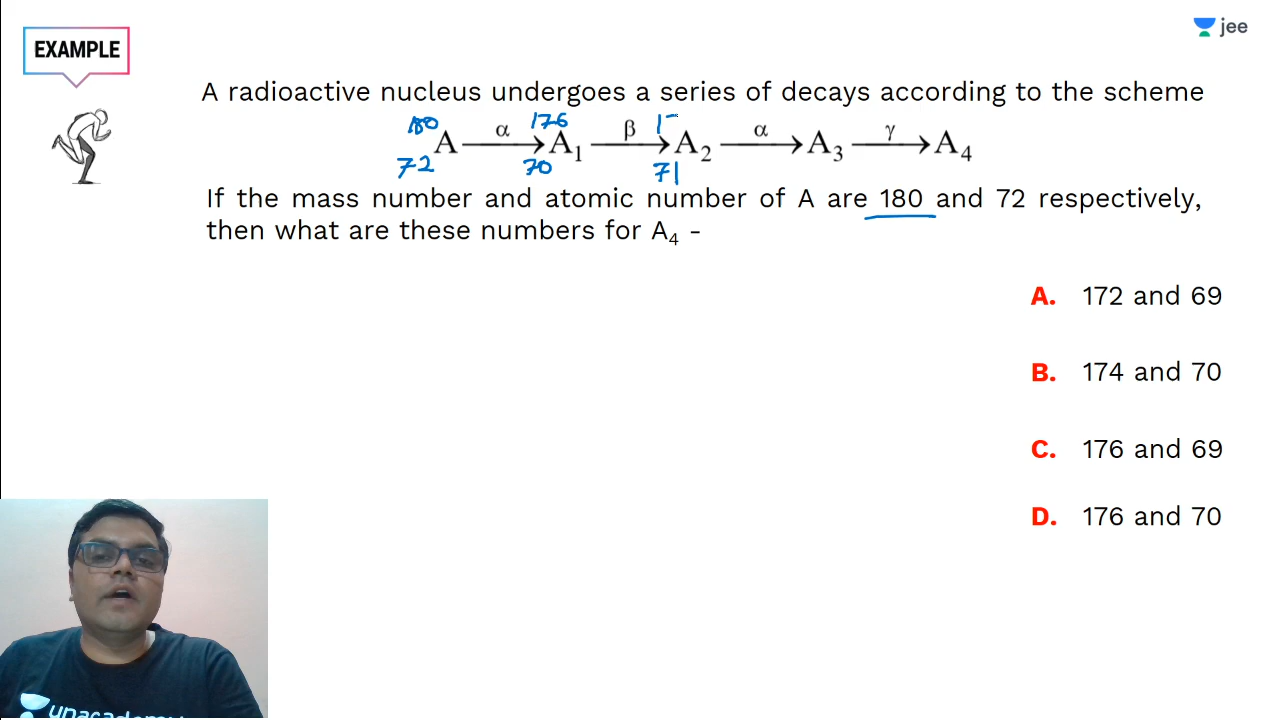 EXAMPLE
jee
A radioactive nucleus undergoes a series of decays according to the scheme
180 176 1
A α A₁ β A₂ α A₃ γ A₄
72 70 71
If the mass number and atomic number of A are 180 and 72 respectively,
then what are these numbers for A₄ -
A. 172 and 69
B. 174 and 70
C. 176 and 69
D. 176 and 70
unacademy